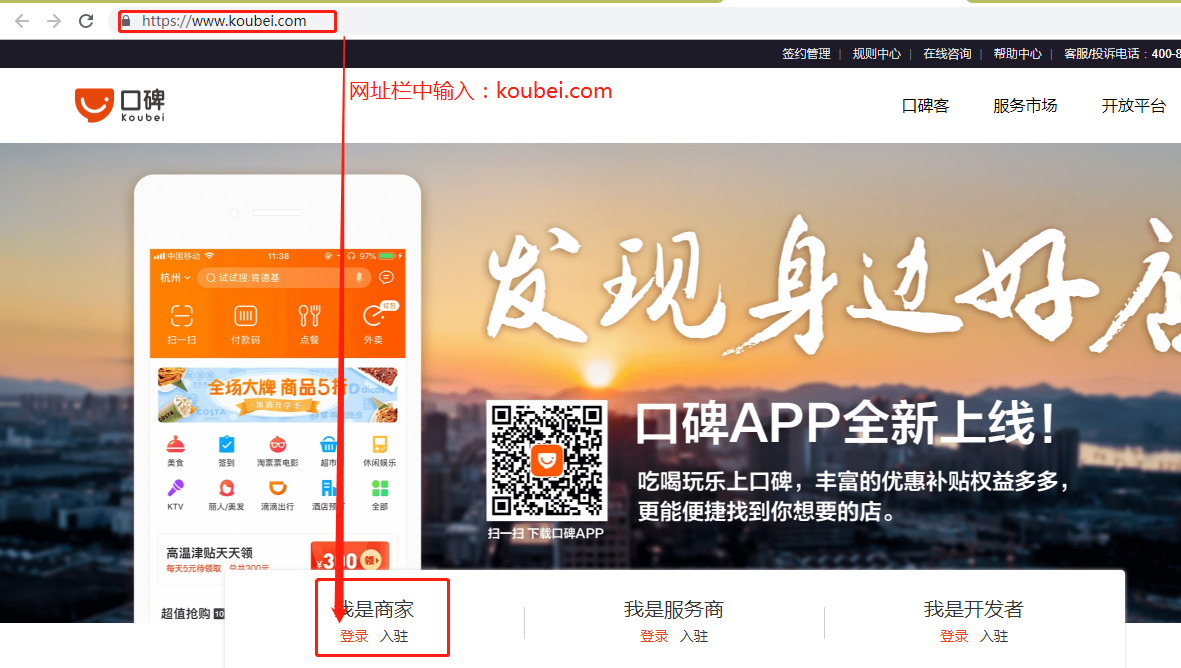 https://www.koubei.com
签约管理 | 规则中心 | 在线咨询 | 帮助中心 | 客服/投诉电话：400-8
网址栏中输入：koubei.com
口碑
koubei
口碑客 服务市场 开放平台
中国移动 11:38 97%
杭州 试试搜:肯德基
红包
扫一扫 付款码 点餐 外卖
发现身边好店
全场大牌 商品5折
COSTA dicos
美食 签到 淘票票电影 超市 休闲娱乐
KTV 丽人/美发 滴滴出行 酒店预 全部
口碑APP全新上线！
吃喝玩乐上口碑，丰富的优惠补贴权益多多，
更能便捷找到你想要的店。
扫一扫 下载口碑APP
高温津贴天天领
每天5元待领取 总共300元
¥300 领
超值抢购 10
我是商家 我是服务商 我是开发者
登录 入驻 登录 入驻 登录 入驻